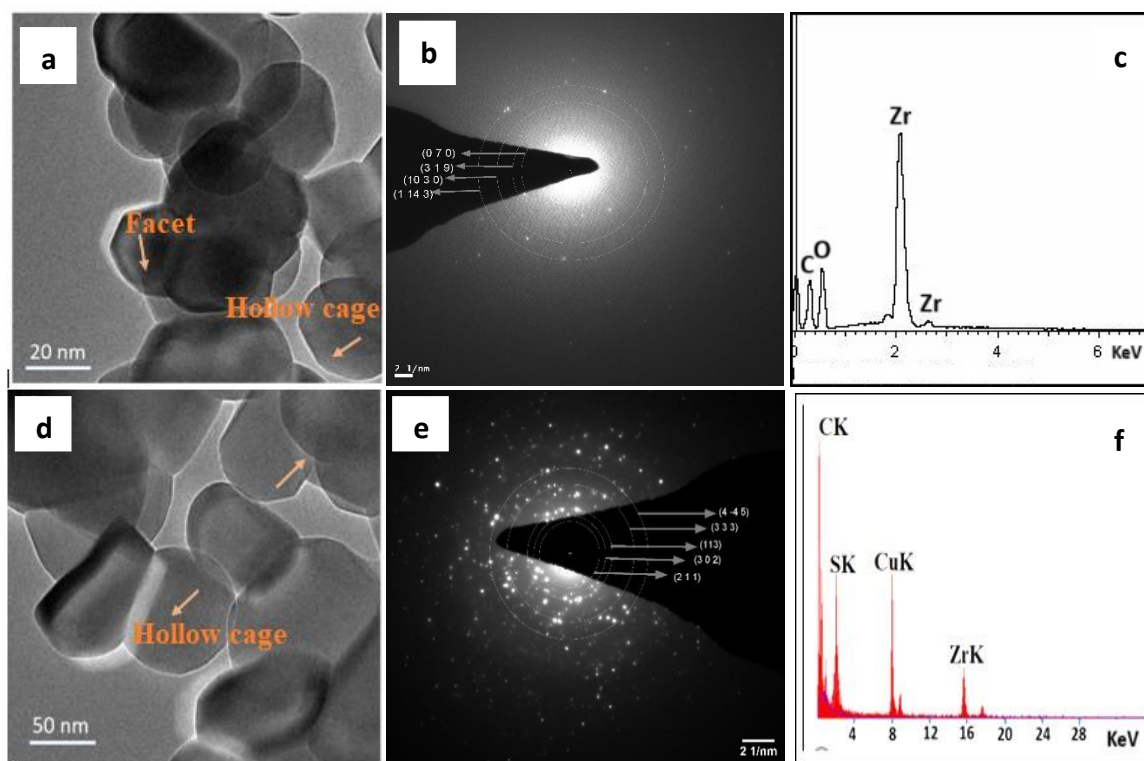 a
Facet
Hollow cage
20 nm
b
(0 7 0)
(3 1 9)
(10 3 0)
(1 14 3)
2 1/nm
c
Zr
C
O
Zr
0
2
4
6
KeV
d
Hollow cage
50 nm
e
(4 -4 5)
(3 3 3)
(113)
(3 0 2)
(2 1 1)
2 1/nm
f
CK
SK
CuK
ZrK
4
8
12
16
20
24
28
KeV